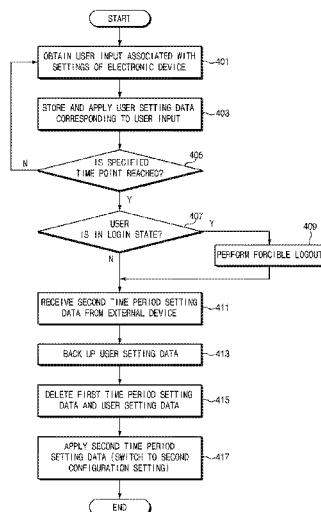 START
OBTAIN USER INPUT ASSOCIATED WITH
SETTINGS OF ELECTRONIC DEVICE
401
STORE AND APPLY USER SETTING DATA
CORRESPONDING TO USER INPUT
403
405
N
IS SPECIFIED
TIME POINT REACHED?
Y
407
USER
IS IN LOGIN STATE?
Y
409
N
PERFORM FORCIBLE LOGOUT
RECEIVE SECOND TIME PERIOD SETTING
DATA FROM EXTERNAL DEVICE
411
BACK UP USER SETTING DATA
413
DELETE FIRST TIME PERIOD SETTING
DATA AND USER SETTING DATA
415
APPLY SECOND TIME PERIOD
SETTING DATA (SWITCH TO SECOND
CONFIGURATION SETTING)
417
END